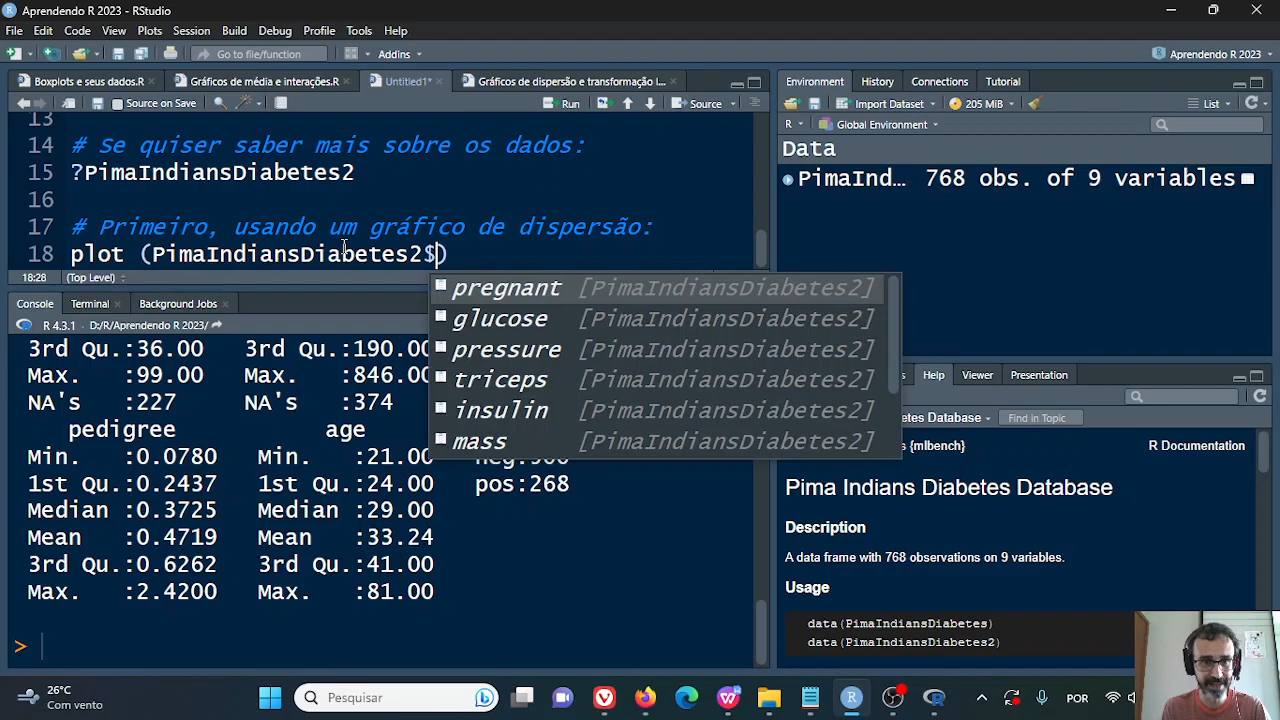 Aprendendo R 2023 - RStudio
File Edit Code View Plots Session Build Debug Profile Tools Help
Go to file/function
Addins
Aprendendo R 2023
Boxplots e seus dados.R
Gráficos de média e interações.R
Untitled1*
Gráficos de dispersão e transformação l...
Source on Save
Run
Source
13
14 # Se quiser saber mais sobre os dados:
15 ?PimaIndiansDiabetes2
16
17 # Primeiro, usando um gráfico de dispersão:
18 plot (PimaIndiansDiabetes2$)
18:28 (Top Level)
pregnant [PimaIndiansDiabetes2]
glucose [PimaIndiansDiabetes2]
pressure [PimaIndiansDiabetes2]
triceps [PimaIndiansDiabetes2]
insulin [PimaIndiansDiabetes2]
mass [PimaIndiansDiabetes2]
Console Terminal Background Jobs
R 4.3.1 · D:/R/Aprendendo R 2023/
3rd Qu.:36.00 3rd Qu.:190.00
Max. :99.00 Max. :846.00
NA's :227 NA's :374
pedigree age
Min. :0.0780 Min. :21.00
1st Qu.:0.2437 1st Qu.:24.00 pos:268
Median :0.3725 Median :29.00
Mean :0.4719 Mean :33.24
3rd Qu.:0.6262 3rd Qu.:41.00
Max. :2.4200 Max. :81.00
>
Environment History Connections Tutorial
Import Dataset
205 MiB
List
R
Global Environment
Data
PimaInd... 768 obs. of 9 variables
Help Viewer Presentation
etes Database
Find in Topic
{mlbench}
R Documentation
Pima Indians Diabetes Database
Description
A data frame with 768 observations on 9 variables.
Usage
data(PimaIndiansDiabetes)
data(PimaIndiansDiabetes2)
26°C
Com vento
Pesquisar
POR